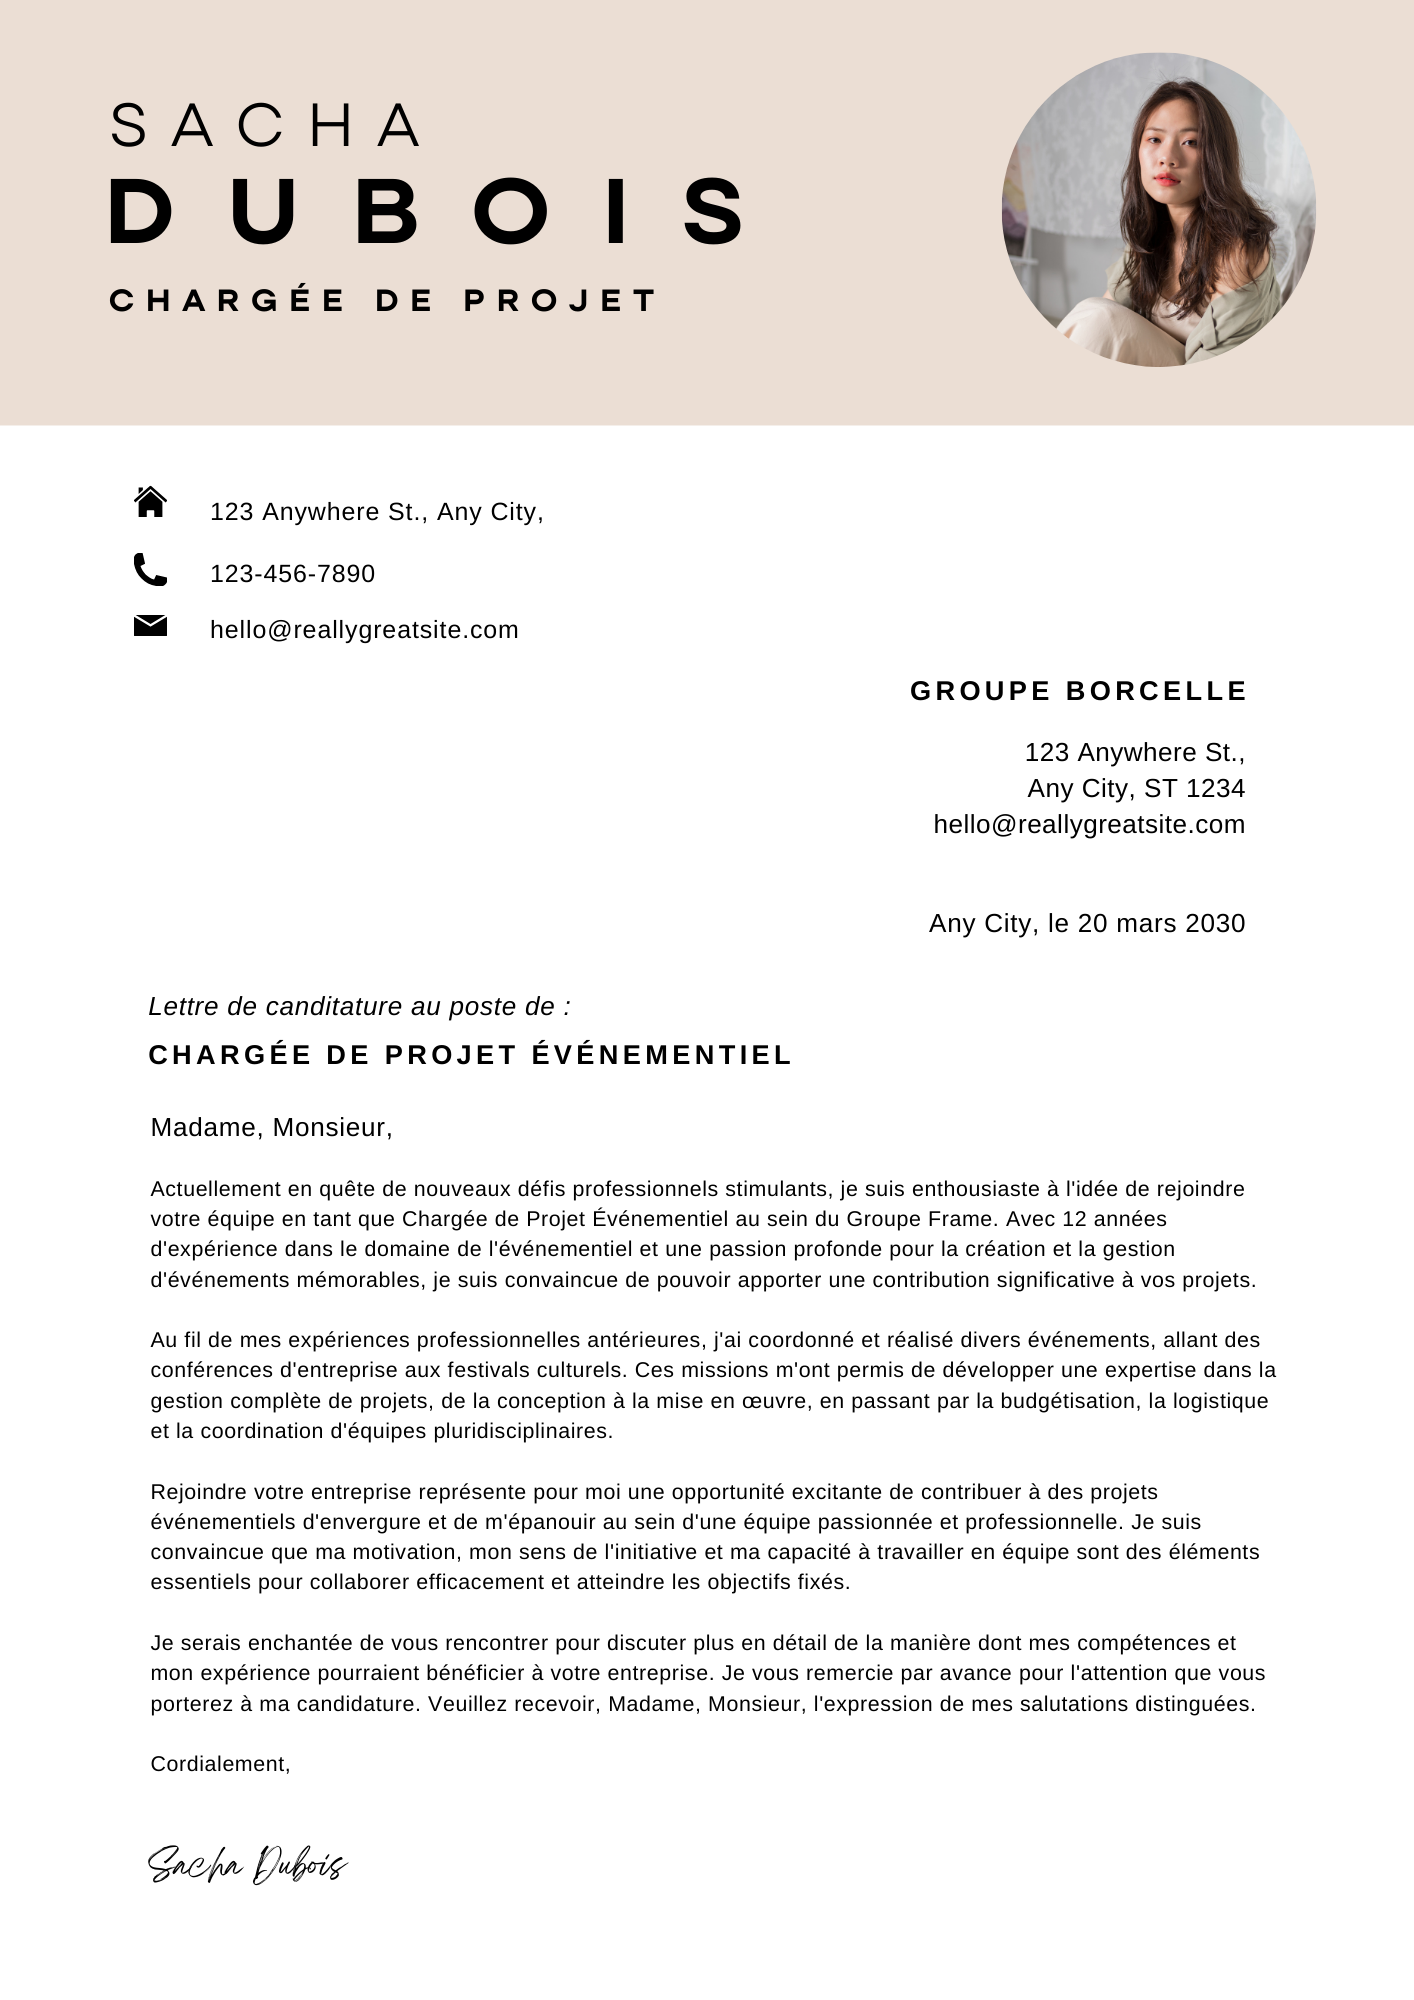 SACHA
DUBOIS
CHARGÉE DE PROJET
123 Anywhere St., Any City,
123-456-7890
hello@reallygreatsite.com
GROUPE BORCELLE
123 Anywhere St.,
Any City, ST 1234
hello@reallygreatsite.com
Any City, le 20 mars 2030
Lettre de canditature au poste de :
CHARGÉE DE PROJET ÉVÉNEMENTIEL
Madame, Monsieur,
Actuellement en quête de nouveaux défis professionnels stimulants, je suis enthousiaste à l'idée de rejoindre
votre équipe en tant que Chargée de Projet Événementiel au sein du Groupe Frame. Avec 12 années
d'expérience dans le domaine de l'événementiel et une passion profonde pour la création et la gestion
d'événements mémorables, je suis convaincue de pouvoir apporter une contribution significative à vos projets.
Au fil de mes expériences professionnelles antérieures, j'ai coordonné et réalisé divers événements, allant des
conférences d'entreprise aux festivals culturels. Ces missions m'ont permis de développer une expertise dans la
gestion complète de projets, de la conception à la mise en œuvre, en passant par la budgétisation, la logistique
et la coordination d'équipes pluridisciplinaires.
Rejoindre votre entreprise représente pour moi une opportunité excitante de contribuer à des projets
événementiels d'envergure et de m'épanouir au sein d'une équipe passionnée et professionnelle. Je suis
convaincue que ma motivation, mon sens de l'initiative et ma capacité à travailler en équipe sont des éléments
essentiels pour collaborer efficacement et atteindre les objectifs fixés.
Je serais enchantée de vous rencontrer pour discuter plus en détail de la manière dont mes compétences et
mon expérience pourraient bénéficier à votre entreprise. Je vous remercie par avance pour l'attention que vous
porterez à ma candidature. Veuillez recevoir, Madame, Monsieur, l'expression de mes salutations distinguées.
Cordialement,
Sacha Dubois